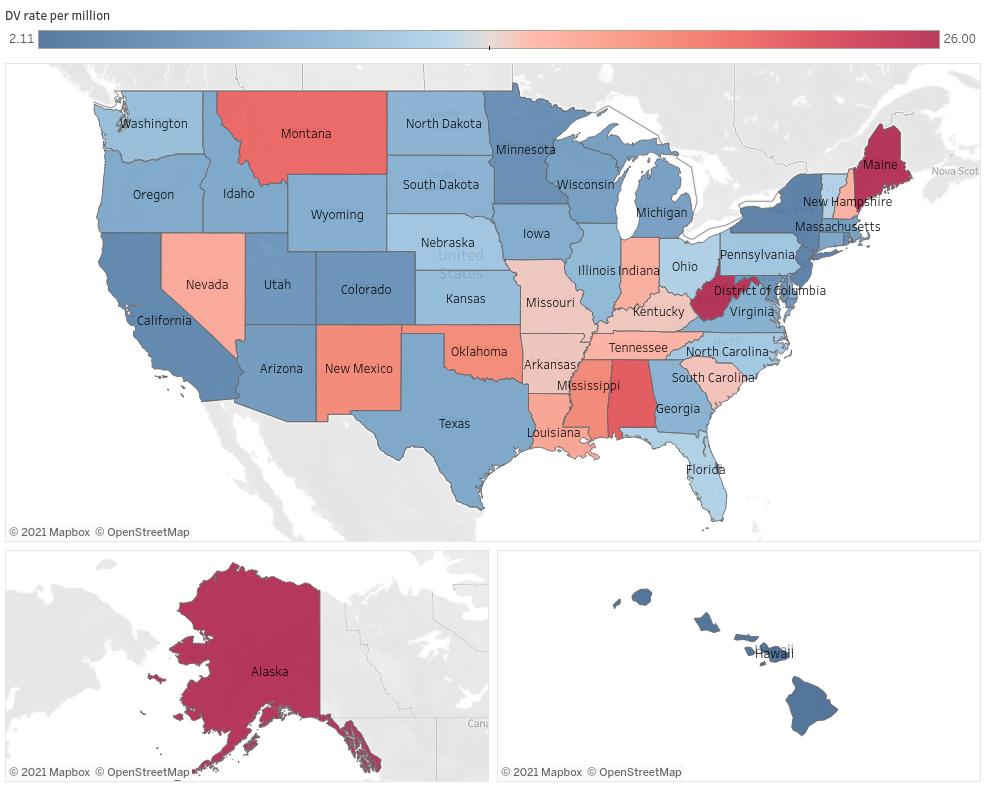 DV rate per million
2.11 26.00
Washington
Montana
North Dakota
Minnesota
Maine
Nova Scot
Oregon
Idaho
Wyoming
South Dakota
Wisconsin
Michigan
New York
New Hampshire
Massachusetts
Nebraska
United
States
Iowa
Illinois
Indiana
Ohio
Pennsylvania
Nevada
Utah
Colorado
Kansas
Missouri
Kentucky
District of Columbia
Virginia
California
Arizona
New Mexico
Oklahoma
Arkansas
Tennessee
North Carolina
South Carolina
Mississippi
Texas
Louisiana
Georgia
Florida
© 2021 Mapbox © OpenStreetMap
Alaska
Cana
© 2021 Mapbox © OpenStreetMap
Hawaii
© 2021 Mapbox © OpenStreetMap